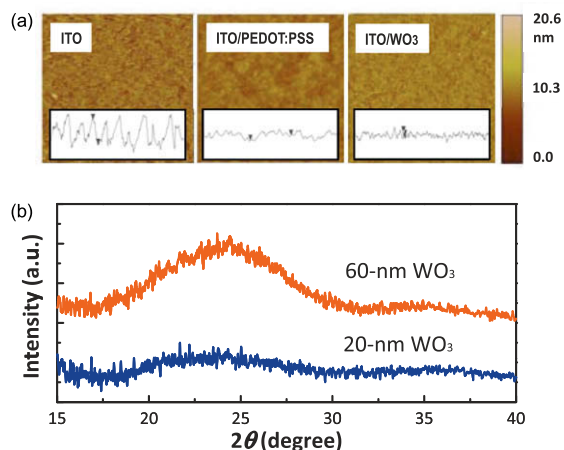 (a)
ITO
ITO/PEDOT:PSS
ITO/WO₃
20.6
nm
10.3
0.0
(b)
Intensity (a.u.)
60-nm WO₃
20-nm WO₃
15 20 25 30 35 40
2θ (degree)